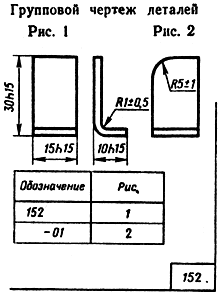 Групповой чертеж деталей
Рис. 1 Рис. 2
30h15
15h15
10h15
R1±0,5
R5±1
Обозначение Рис.
152 1
-01 2
152.